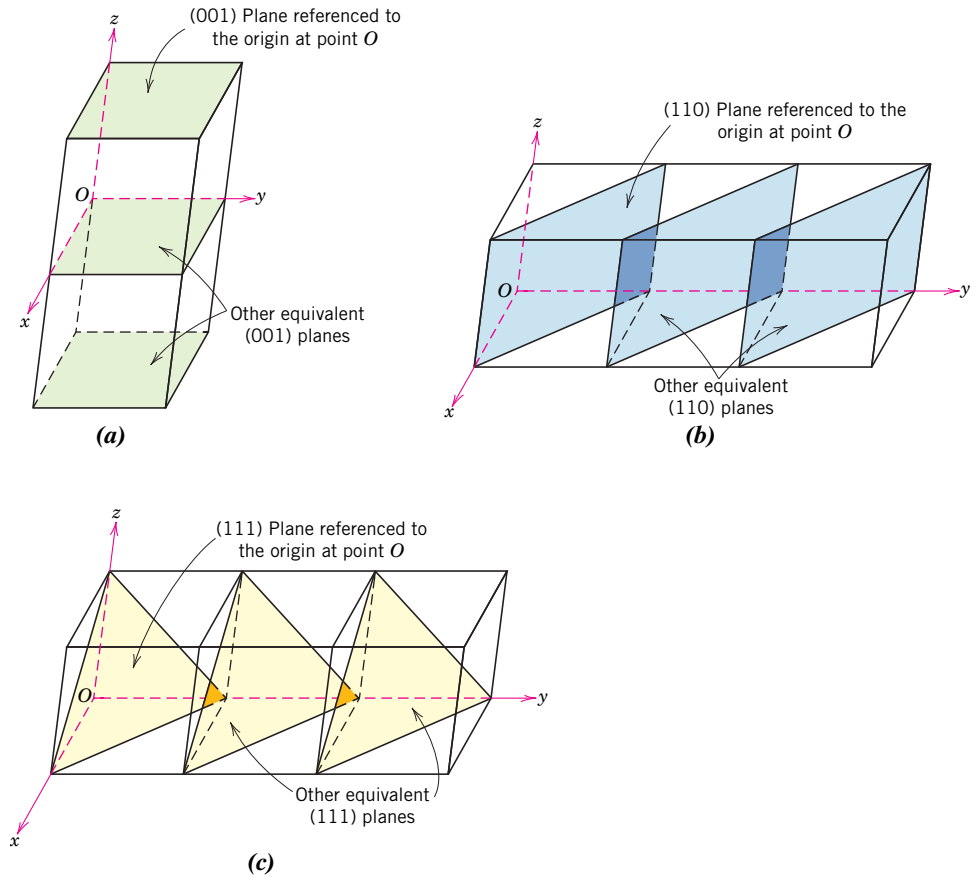 (001) Plane referenced to
the origin at point O
z
O
y
x
Other equivalent
(001) planes
(a)
(110) Plane referenced to the
origin at point O
z
O
y
x
Other equivalent
(110) planes
(b)
(111) Plane referenced to
the origin at point O
z
O
y
x
Other equivalent
(111) planes
(c)